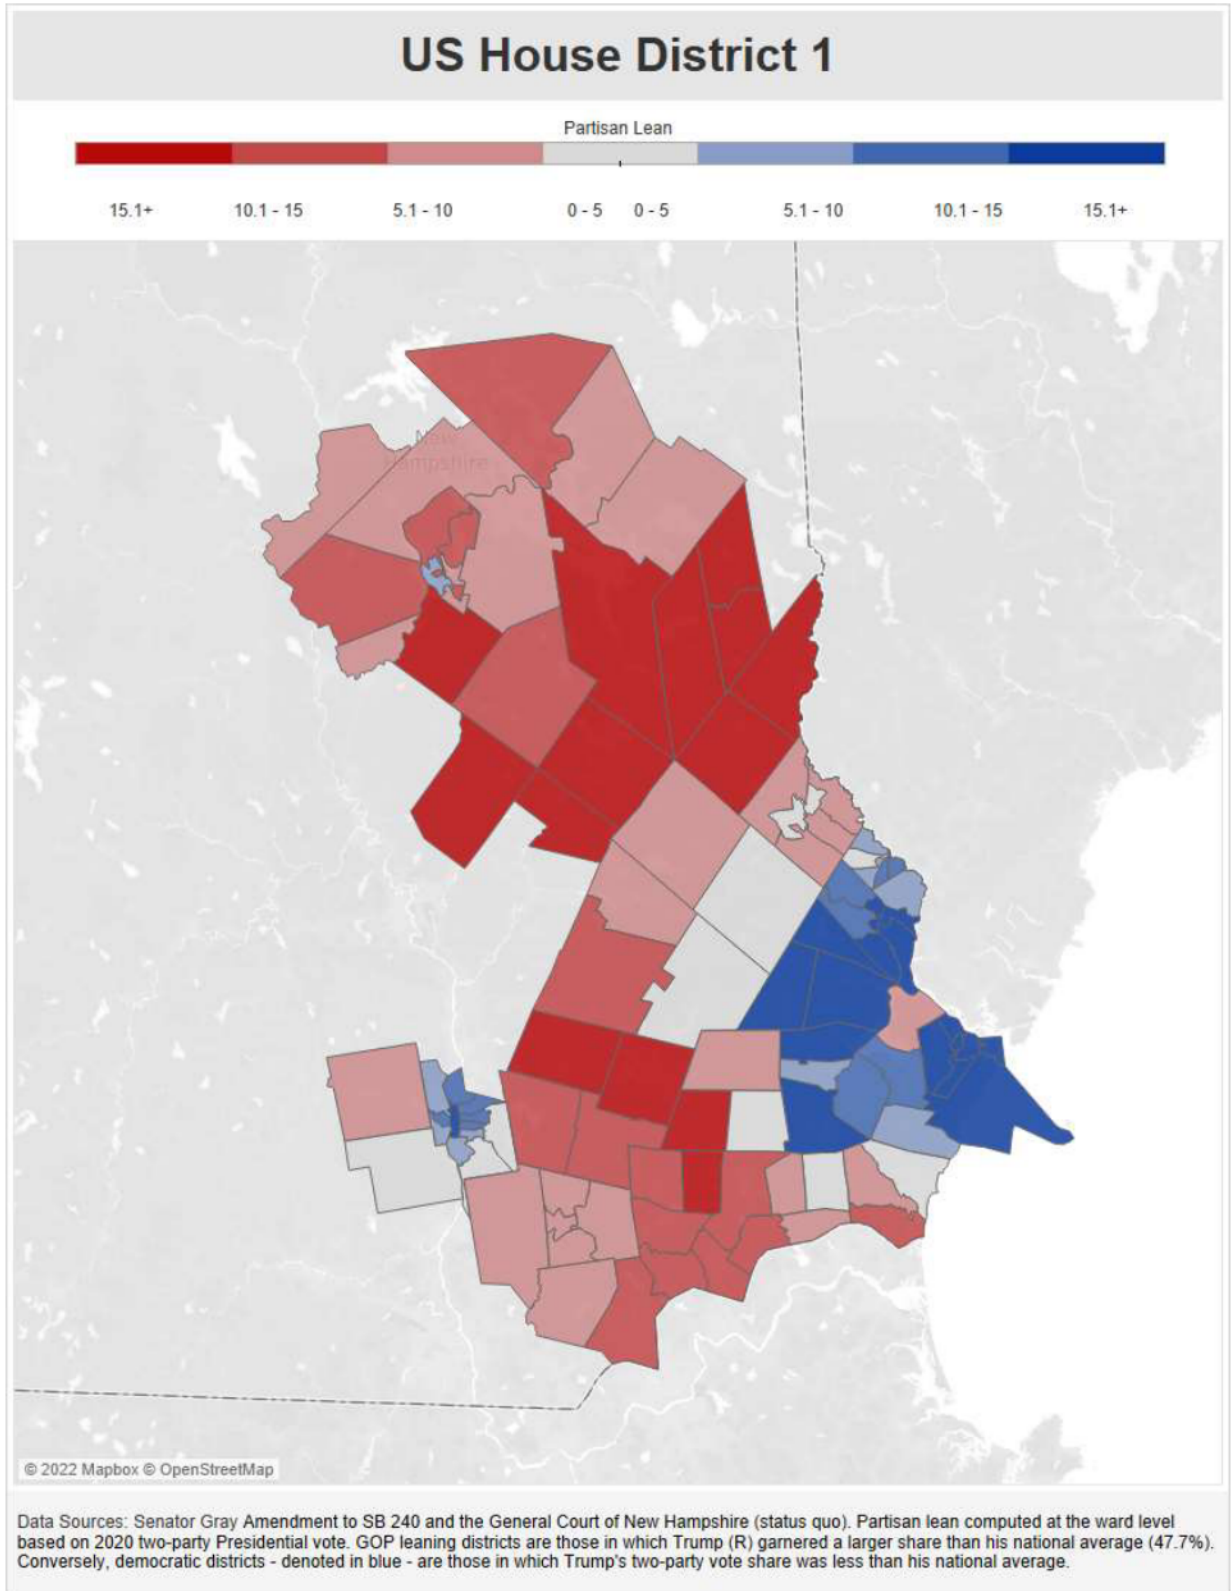 US House District 1
Partisan Lean
15.1+ 10.1 - 15 5.1 - 10 0 - 5 0 - 5 5.1 - 10 10.1 - 15 15.1+
New
Hampshire
© 2022 Mapbox © OpenStreetMap
Data Sources: Senator Gray Amendment to SB 240 and the General Court of New Hampshire (status quo). Partisan lean computed at the ward level
based on 2020 two-party Presidential vote. GOP leaning districts are those in which Trump (R) garnered a larger share than his national average (47.7%).
Conversely, democratic districts - denoted in blue - are those in which Trump's two-party vote share was less than his national average.